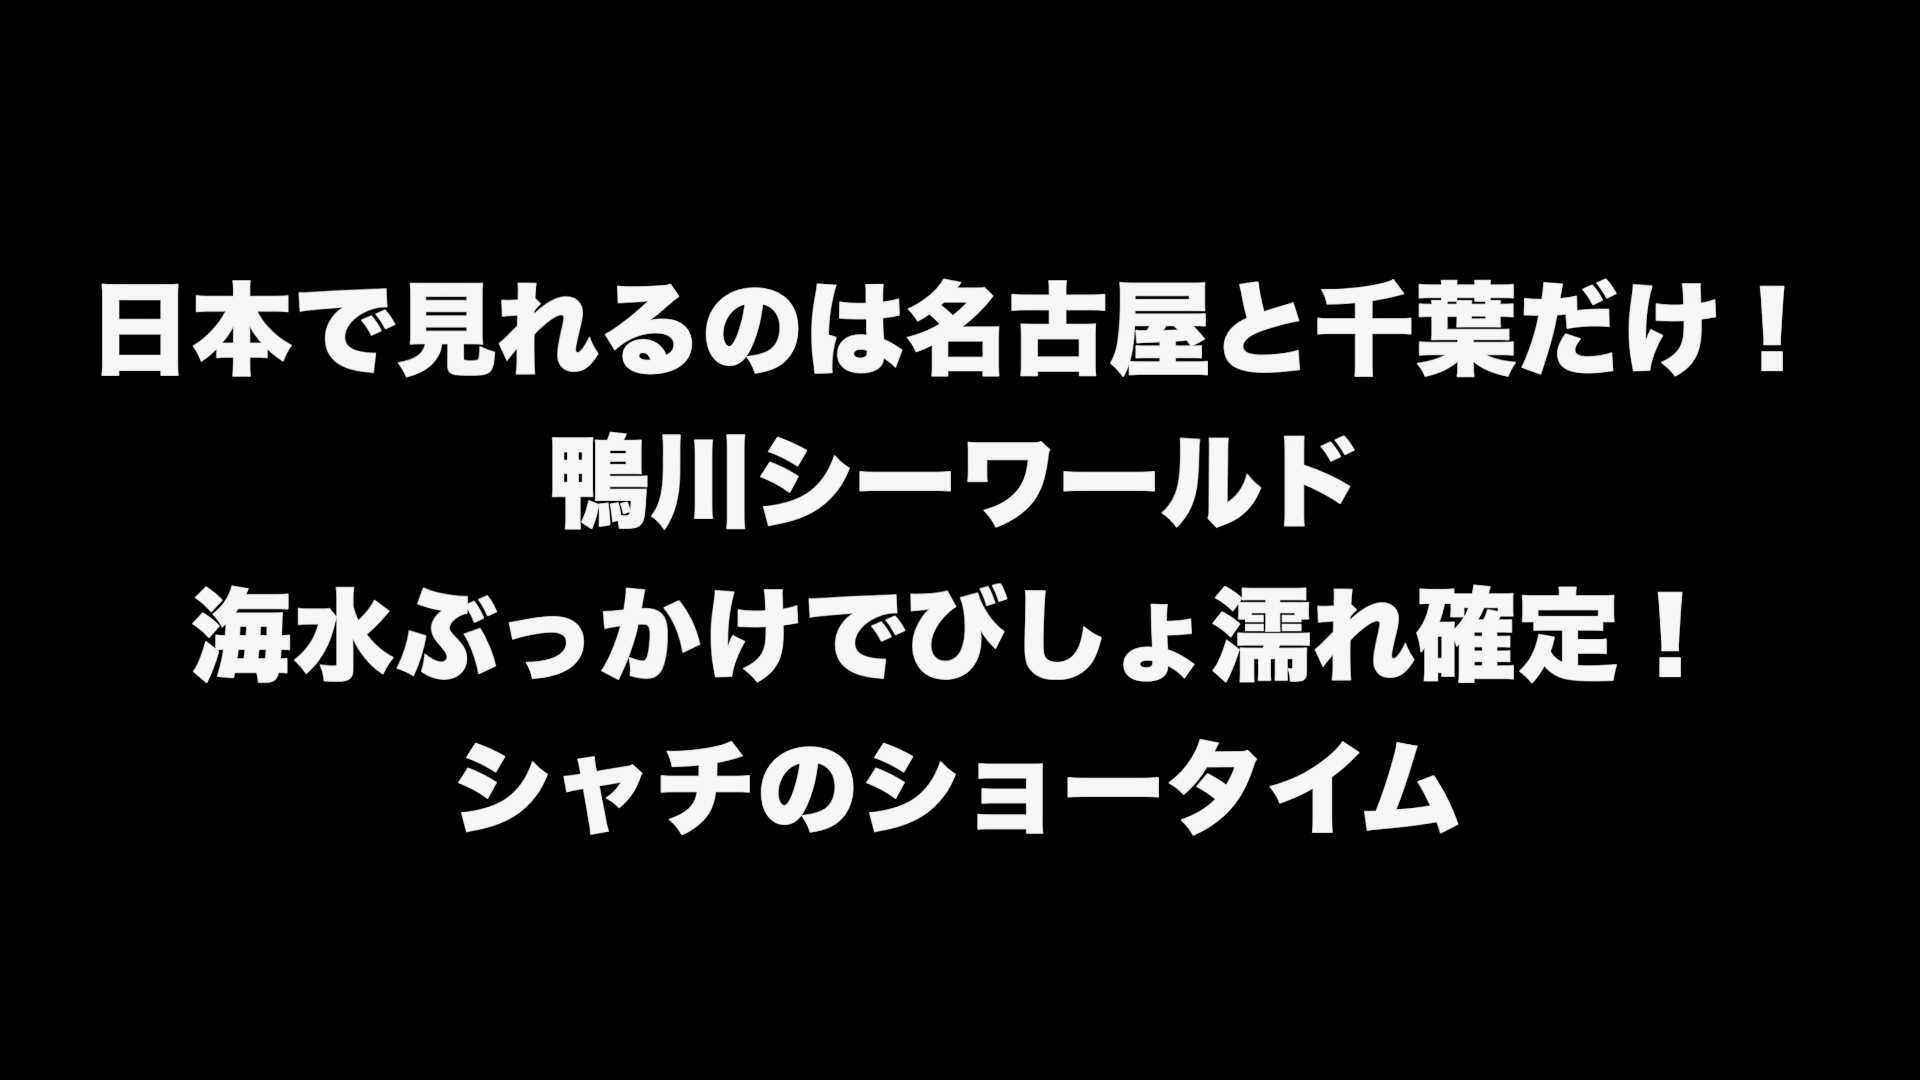 日本で見れるのは名古屋と千葉だけ！
鴨川シーワールド
海水ぶっかけでびしょ濡れ確定！
シャチのショータイム